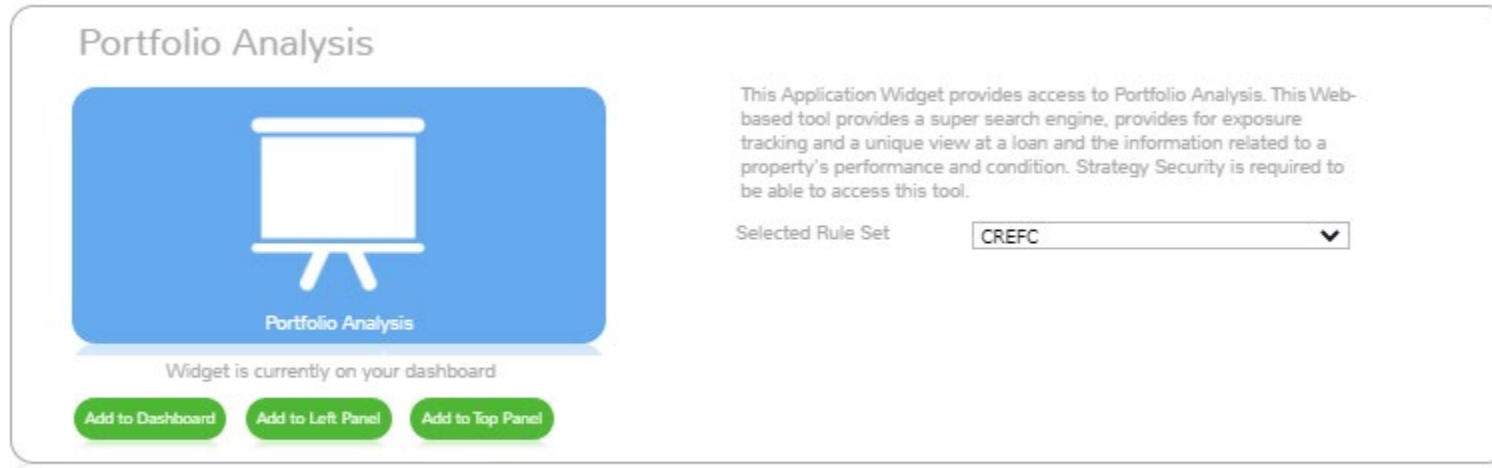 Portfolio Analysis
Portfolio Analysis
Widget is currently on your dashboard
Add to Dashboard
Add to Left Panel
Add to Top Panel
This Application Widget provides access to Portfolio Analysis. This Web-
based tool provides a super search engine, provides for exposure
tracking and a unique view at a loan and the information related to a
property's performance and condition. Strategy Security is required to
be able to access this tool.
Selected Rule Set
CREFC